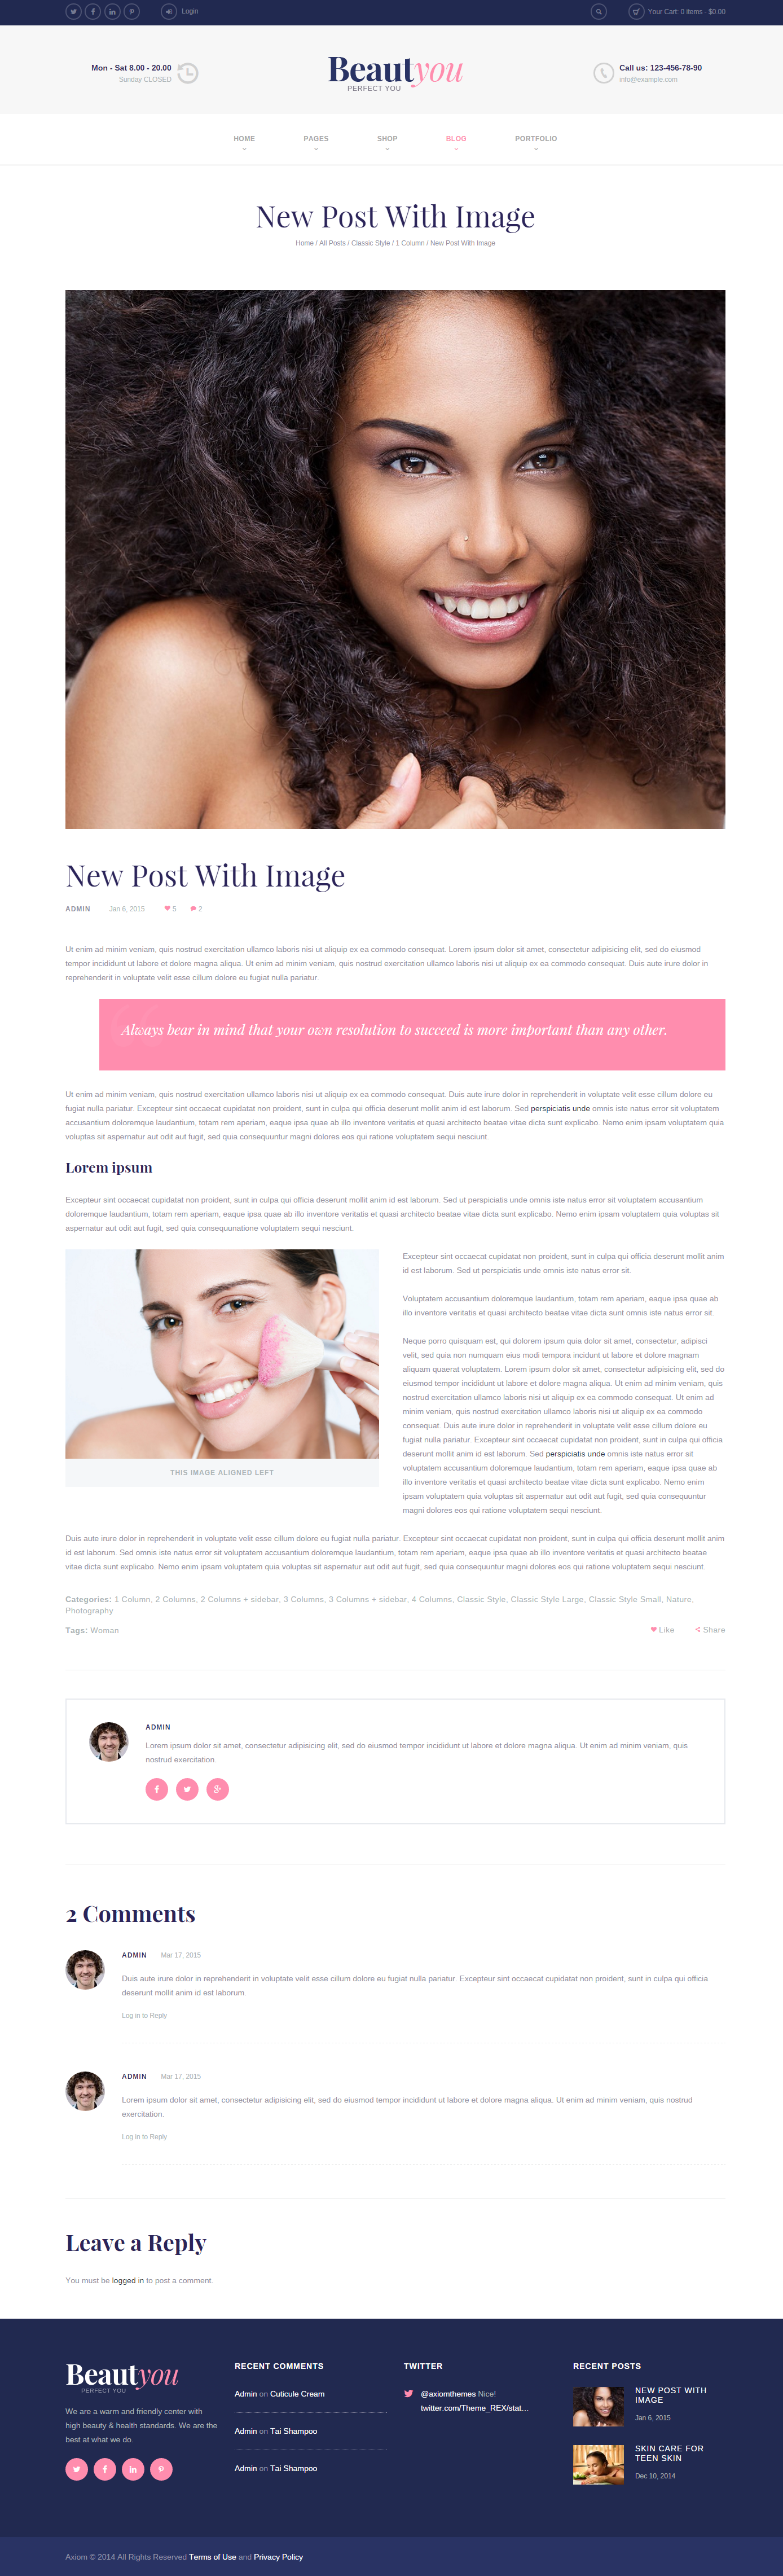 Login
Your Cart: 0 items - $0.00
Mon - Sat 8.00 - 20.00
Sunday CLOSED
Beautyou
PERFECT YOU
Call us: 123-456-78-90
info@example.com
HOME
PAGES
SHOP
BLOG
PORTFOLIO
New Post With Image
Home / All Posts / Classic Style / 1 Column / New Post With Image
New Post With Image
ADMIN Jan 6, 2015 5 2
Ut enim ad minim veniam, quis nostrud exercitation ullamco laboris nisi ut aliquip ex ea commodo consequat. Lorem ipsum dolor sit amet, consectetur adipisicing elit, sed do eiusmod
tempor incididunt ut labore et dolore magna aliqua. Ut enim ad minim veniam, quis nostrud exercitation ullamco laboris nisi ut aliquip ex ea commodo consequat. Duis aute irure dolor in
reprehenderit in voluptate velit esse cillum dolore eu fugiat nulla pariatur.
Always bear in mind that your own resolution to succeed is more important than any other.
Ut enim ad minim veniam, quis nostrud exercitation ullamco laboris nisi ut aliquip ex ea commodo consequat. Duis aute irure dolor in reprehenderit in voluptate velit esse cillum dolore eu
fugiat nulla pariatur. Excepteur sint occaecat cupidatat non proident, sunt in culpa qui officia deserunt mollit anim id est laborum. Sed perspiciatis unde omnis iste natus error sit voluptatem
accusantium doloremque laudantium, totam rem aperiam, eaque ipsa quae ab illo inventore veritatis et quasi architecto beatae vitae dicta sunt explicabo. Nemo enim ipsam voluptatem quia
voluptas sit aspernatur aut odit aut fugit, sed quia consequuntur magni dolores eos qui ratione voluptatem sequi nesciunt.
Lorem ipsum
Excepteur sint occaecat cupidatat non proident, sunt in culpa qui officia deserunt mollit anim id est laborum. Sed ut perspiciatis unde omnis iste natus error sit voluptatem accusantium
doloremque laudantium, totam rem aperiam, eaque ipsa quae ab illo inventore veritatis et quasi architecto beatae vitae dicta sunt explicabo. Nemo enim ipsam voluptatem quia voluptas sit
aspernatur aut odit aut fugit, sed quia consequunatione voluptatem sequi nesciunt.
THIS IMAGE ALIGNED LEFT
Excepteur sint occaecat cupidatat non proident, sunt in culpa qui officia deserunt mollit anim
id est laborum. Sed ut perspiciatis unde omnis iste natus error sit.
Voluptatem accusantium doloremque laudantium, totam rem aperiam, eaque ipsa quae ab
illo inventore veritatis et quasi architecto beatae vitae dicta sunt omnis iste natus error sit.
Neque porro quisquam est, qui dolorem ipsum quia dolor sit amet, consectetur, adipisci
velit, sed quia non numquam eius modi tempora incidunt ut labore et dolore magnam
aliquam quaerat voluptatem. Lorem ipsum dolor sit amet, consectetur adipisicing elit, sed do
eiusmod tempor incididunt ut labore et dolore magna aliqua. Ut enim ad minim veniam, quis
nostrud exercitation ullamco laboris nisi ut aliquip ex ea commodo consequat. Ut enim ad
minim veniam, quis nostrud exercitation ullamco laboris nisi ut aliquip ex ea commodo
consequat. Duis aute irure dolor in reprehenderit in voluptate velit esse cillum dolore eu
fugiat nulla pariatur. Excepteur sint occaecat cupidatat non proident, sunt in culpa qui officia
deserunt mollit anim id est laborum. Sed perspiciatis unde omnis iste natus error sit
voluptatem accusantium doloremque laudantium, totam rem aperiam, eaque ipsa quae ab
illo inventore veritatis et quasi architecto beatae vitae dicta sunt explicabo. Nemo enim
ipsam voluptatem quia voluptas sit aspernatur aut odit aut fugit, sed quia consequuntur
magni dolores eos qui ratione voluptatem sequi nesciunt.
Duis aute irure dolor in reprehenderit in voluptate velit esse cillum dolore eu fugiat nulla pariatur. Excepteur sint occaecat cupidatat non proident, sunt in culpa qui officia deserunt mollit anim
id est laborum. Sed omnis iste natus error sit voluptatem accusantium doloremque laudantium, totam rem aperiam, eaque ipsa quae ab illo inventore veritatis et quasi architecto beatae
vitae dicta sunt explicabo. Nemo enim ipsam voluptatem quia voluptas sit aspernatur aut odit aut fugit, sed quia consequuntur magni dolores eos qui ratione voluptatem sequi nesciunt.
Categories: 1 Column, 2 Columns, 2 Columns + sidebar, 3 Columns, 3 Columns + sidebar, 4 Columns, Classic Style, Classic Style Large, Classic Style Small, Nature,
Photography
Tags: Woman
Like Share
ADMIN
Lorem ipsum dolor sit amet, consectetur adipisicing elit, sed do eiusmod tempor incididunt ut labore et dolore magna aliqua. Ut enim ad minim veniam, quis
nostrud exercitation.
2 Comments
ADMIN Mar 17, 2015
Duis aute irure dolor in reprehenderit in voluptate velit esse cillum dolore eu fugiat nulla pariatur. Excepteur sint occaecat cupidatat non proident, sunt in culpa qui officia
deserunt mollit anim id est laborum.
Log in to Reply
ADMIN Mar 17, 2015
Lorem ipsum dolor sit amet, consectetur adipisicing elit, sed do eiusmod tempor incididunt ut labore et dolore magna aliqua. Ut enim ad minim veniam, quis nostrud
exercitation.
Log in to Reply
Leave a Reply
You must be logged in to post a comment.
Beautyou
PERFECT YOU
We are a warm and friendly center with
high beauty & health standards. We are the
best at what we do.
RECENT COMMENTS
Admin on Cuticule Cream
Admin on Tai Shampoo
Admin on Tai Shampoo
TWITTER
@axiomthemes Nice!
twitter.com/Theme_REX/stat…
RECENT POSTS
NEW POST WITH
IMAGE
Jan 6, 2015
SKIN CARE FOR
TEEN SKIN
Dec 10, 2014
Axiom © 2014 All Rights Reserved Terms of Use and Privacy Policy